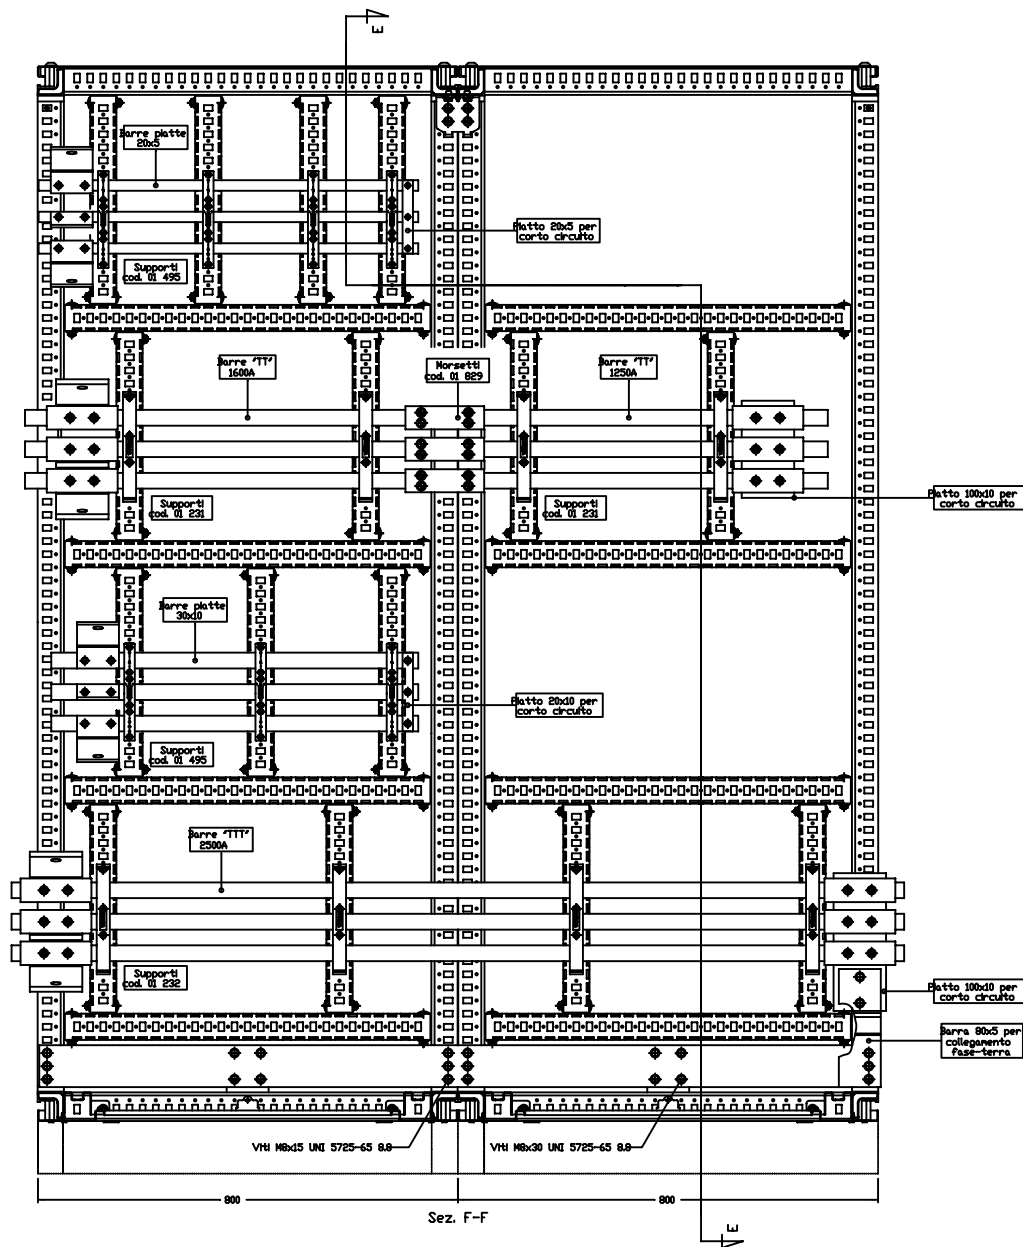 E
Barre piatte
20x5
Piatto 20x5 per
corto circuito
Supporti
cod. 01 495
Barre "TT"
1600A
Morsetti
cod. 01 829
Barre "TT"
1250A
Supporti
cod. 01 231
Supporti
cod. 01 231
Piatto 100x10 per
corto circuito
Barre piatte
30x10
Piatto 20x10 per
corto circuito
Supporti
cod. 01 495
Barre "TTT"
2500A
Supporti
cod. 01 232
Piatto 100x10 per
corto circuito
Barra 80x5 per
collegamento
fase-terra
Viti M8x15 UNI 5725-65 8.8
Viti M8x30 UNI 5725-65 8.8
800
800
Sez. F-F
E